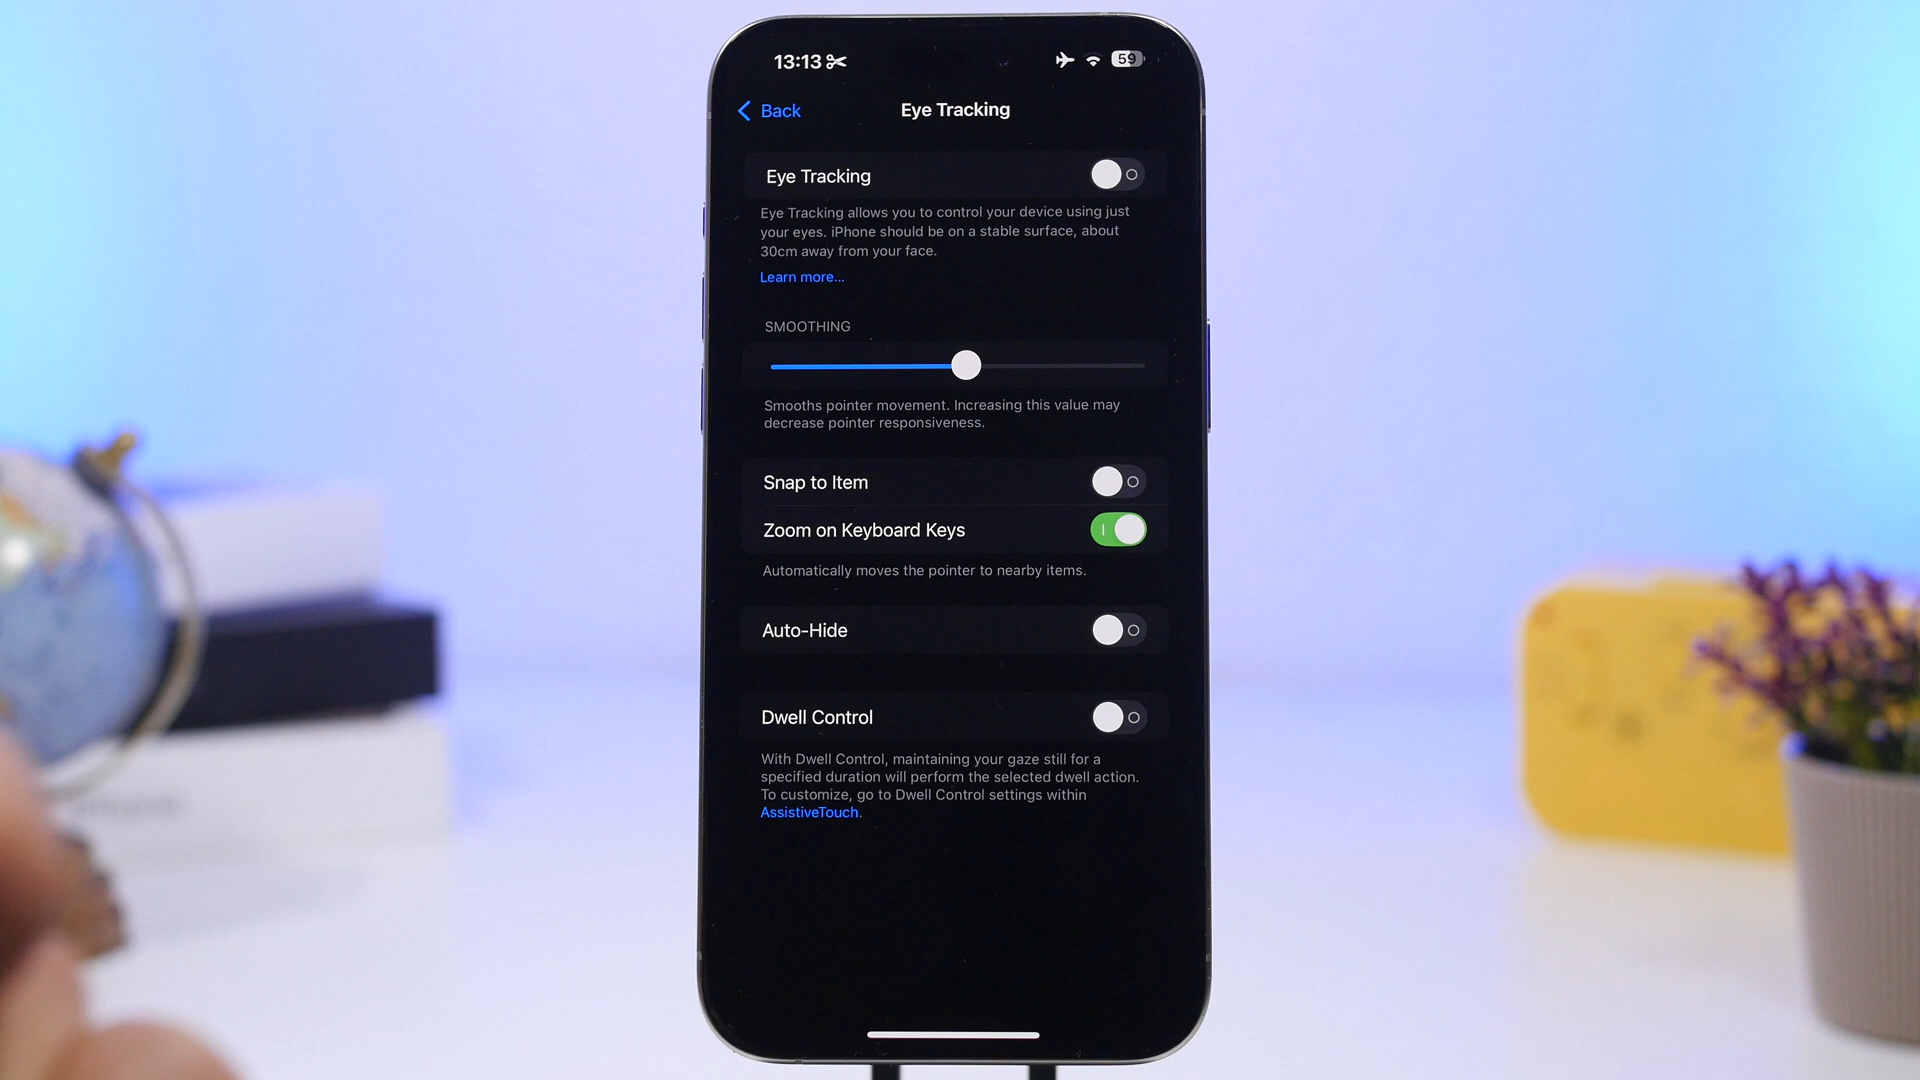 13:13
59
Back
Eye Tracking
Eye Tracking
Eye Tracking allows you to control your device using just
your eyes. iPhone should be on a stable surface, about
30cm away from your face.
Learn more...
SMOOTHING
Smooths pointer movement. Increasing this value may
decrease pointer responsiveness.
Snap to Item
Zoom on Keyboard Keys
Automatically moves the pointer to nearby items.
Auto-Hide
Dwell Control
With Dwell Control, maintaining your gaze still for a
specified duration will perform the selected dwell action.
To customize, go to Dwell Control settings within
AssistiveTouch.